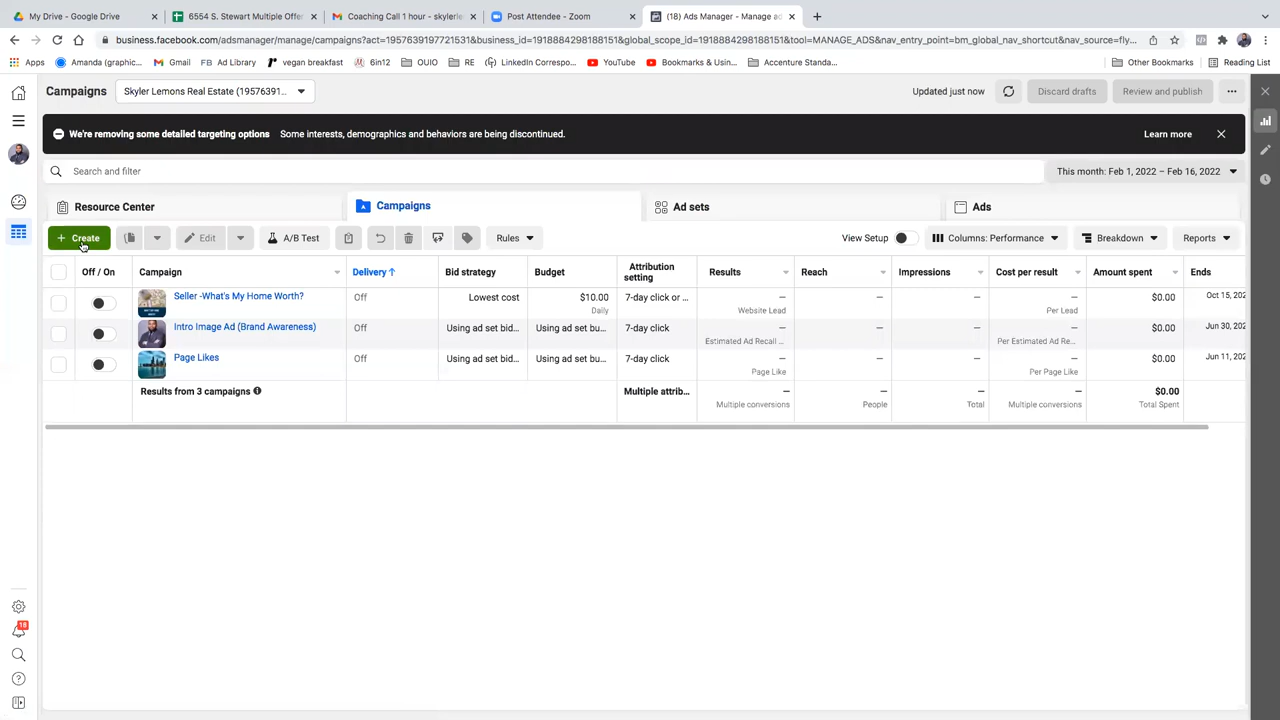 My Drive - Google Drive
6554 S. Stewart Multiple Offer
Coaching Call 1 hour - skylerle
Post Attendee - Zoom
(18) Ads Manager - Manage ad
business.facebook.com/adsmanager/manage/campaigns?act=1957639197721531&business_id=1918884298188151&global_scope_id=1918884298188151&tool=MANAGE_ADS&nav_entry_point=bm_global_nav_shortcut&nav_source=fly...
Apps
Amanda (graphic...
Gmail
Ad Library
vegan breakfast
6in12
OUIO
RE
LinkedIn Correspo...
YouTube
Bookmarks & Usin...
Accenture Standa...
Other Bookmarks
Reading List
Campaigns
Skyler Lemons Real Estate (19576391...
Updated just now
Discard drafts
Review and publish
We're removing some detailed targeting options Some interests, demographics and behaviors are being discontinued.
Learn more
Search and filter
This month: Feb 1, 2022 – Feb 16, 2022
Resource Center
Campaigns
Ad sets
Ads
+ Create
Edit
A/B Test
Rules
View Setup
Columns: Performance
Breakdown
Reports
Off / On
Campaign
Delivery ↑
Bid strategy
Budget
Attribution setting
Results
Reach
Impressions
Cost per result
Amount spent
Ends
Seller -What's My Home Worth?
Off
Lowest cost
$10.00
Daily
7-day click or ...
—
Website Lead
—
—
—
Per Lead
$0.00
Oct 15, 202
Intro Image Ad (Brand Awareness)
Off
Using ad set bid...
Using ad set bu...
7-day click
—
Estimated Ad Recall ...
—
—
—
Per Estimated Ad Re...
$0.00
Jun 30, 202
Page Likes
Off
Using ad set bid...
Using ad set bu...
7-day click
—
Page Like
—
—
—
Per Page Like
$0.00
Jun 11, 202
Results from 3 campaigns
Multiple attrib...
—
Multiple conversions
—
People
—
Total
—
Multiple conversions
$0.00
Total Spent
18